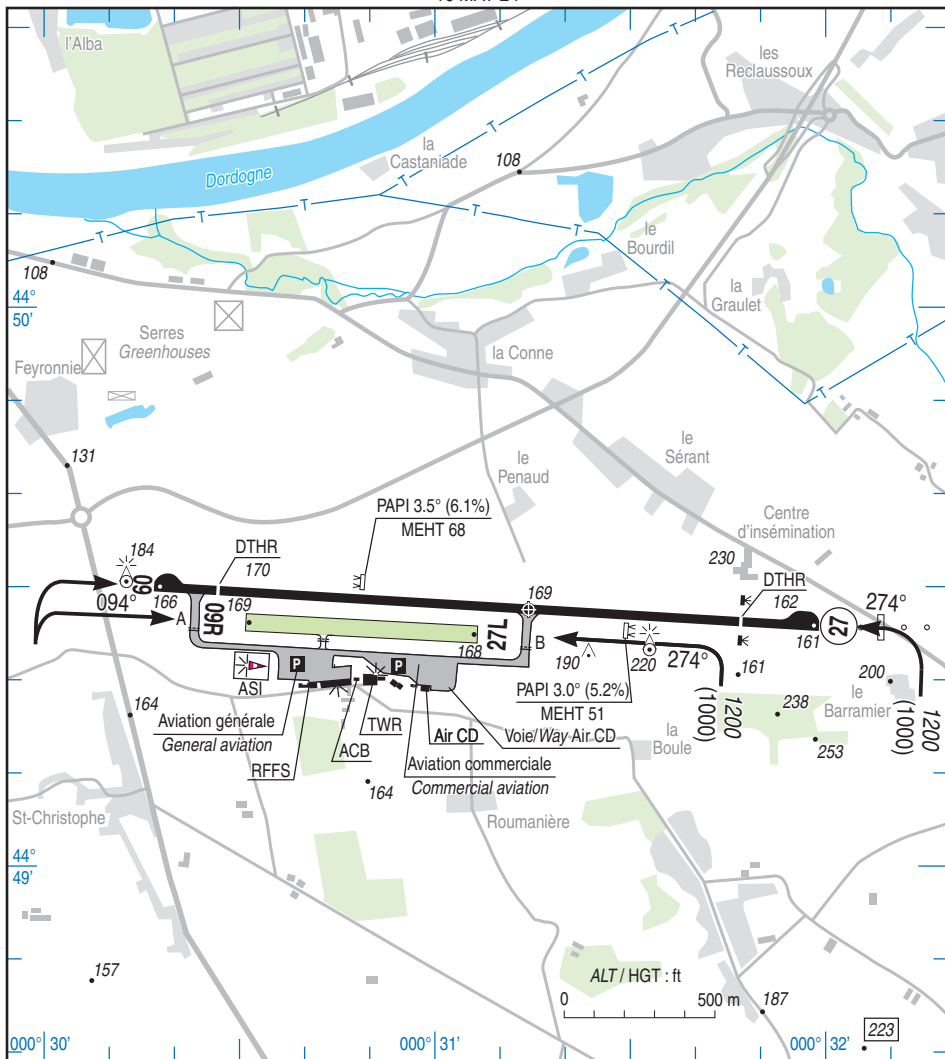 l'Alba
les
Reclaussoux
la
Castaniade
108
Dordogne
T T T T T T T T T T T
le
Bourdil
108
la
Graulet
44°
50'
Serres
Greenhouses
la Conne
Feyronnie
le
Sérant
131
le
Penaud
PAPI 3.5° (6.1%)
MEHT 68
Centre
d'insémination
184
DTHR
170
230
DTHR
162
169
09
094°
166
169
09R
A
27L
168
B
161
27
274°
190
220
274°
161
200
ASI
P
P
PAPI 3.0° (5.2%)
MEHT 51
1200
(1000)
238
le
Barramier
1200
(1000)
164
Aviation générale
General aviation
TWR
Air CD
Voie/Way Air CD
la
Boule
253
RFFS
ACB
Aviation commerciale
Commercial aviation
164
St-Christophe
Roumanière
44°
49'
157
ALT / HGT : ft
0 500 m
187
223
000° 30'
000° 31'
000° 32'